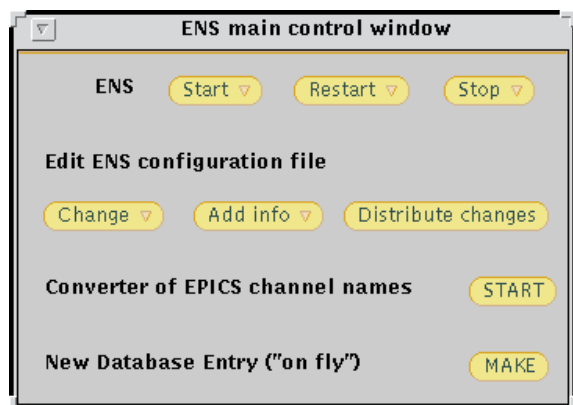 ENS main control window
ENS Start Restart Stop
Edit ENS configuration file
Change Add info Distribute changes
Converter of EPICS channel names START
New Database Entry ("on fly") MAKE